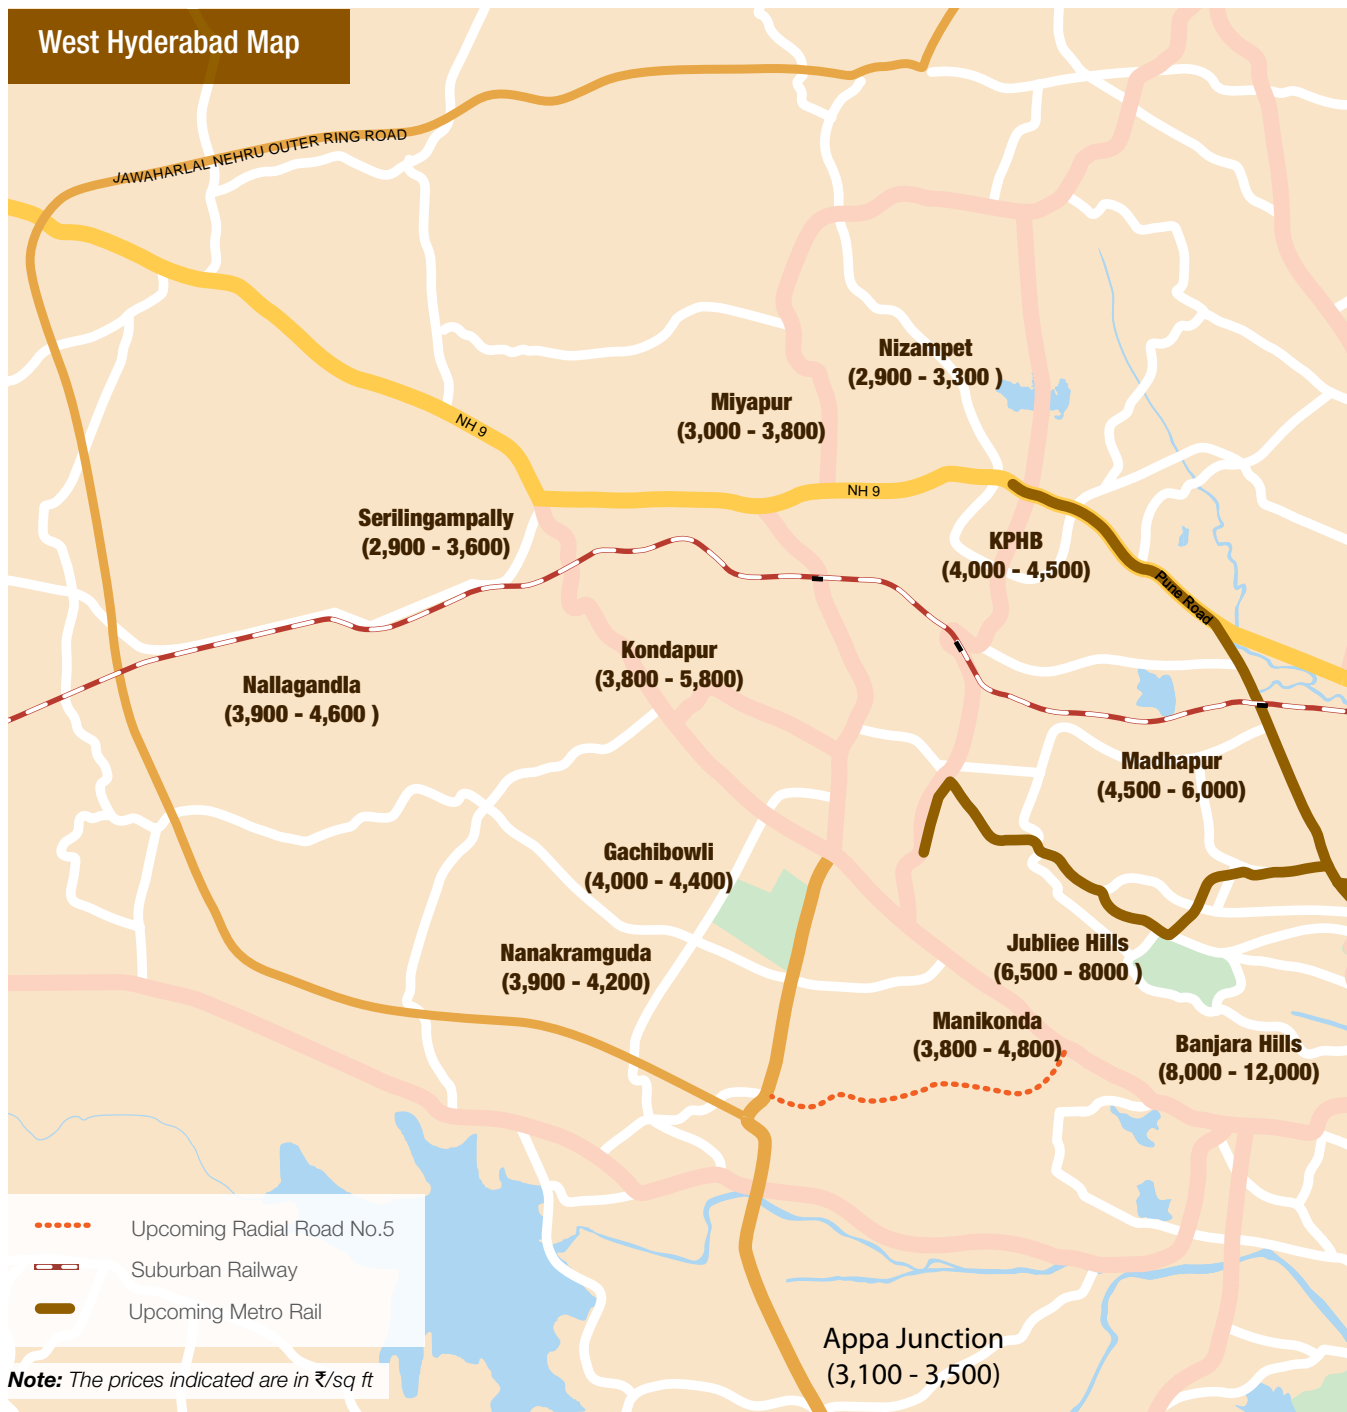 West Hyderabad Map
JAWAHARLAL NEHRU OUTER RING ROAD
Nizampet
(2,900 - 3,300 )
Miyapur
(3,000 - 3,800)
NH 9
NH 9
Serilingampally
(2,900 - 3,600)
KPHB
(4,000 - 4,500)
Pune Road
Kondapur
(3,800 - 5,800)
Nallagandla
(3,900 - 4,600 )
Madhapur
(4,500 - 6,000)
Gachibowli
(4,000 - 4,400)
Nanakramguda
(3,900 - 4,200)
Jubliee Hills
(6,500 - 8000 )
Manikonda
(3,800 - 4,800)
Banjara Hills
(8,000 - 12,000)
Upcoming Radial Road No.5
Suburban Railway
Upcoming Metro Rail
Appa Junction
(3,100 - 3,500)
Note: The prices indicated are in ₹/sq ft